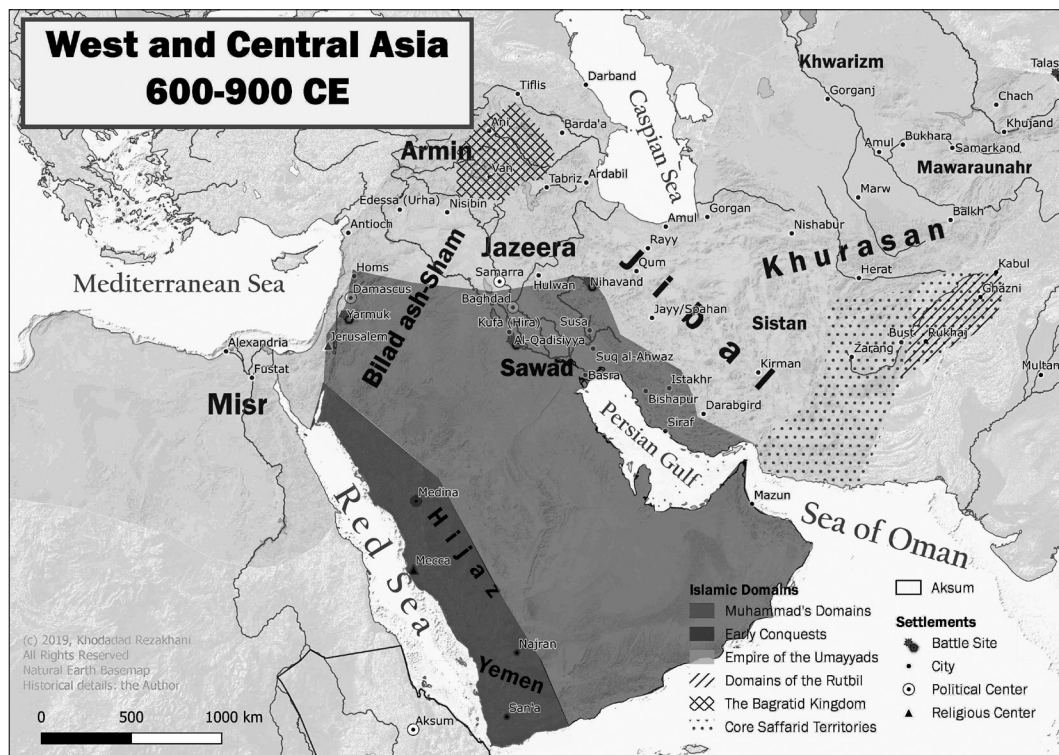 West and Central Asia
600-900 CE
Khwarizm
Talas
Darband
Gorganj
Tiflis
Chach
Caspian Sea
Khujand
Ani
Barda'a
Bukhara
Amul
Samarkand
Armin
Mawaraunahr
Van
Tabriz
Ardabil
Marw
Edessa (Urha)
Nisibin
Amul
Gorgan
Balkh
Antioch
Nishabur
Khurasan
Jazeera
Rayy
Bilad ash-Sham
Jibal
Qum
Mediterranean Sea
Homs
Samarra
Hulwan
Herat
Kabul
Nihavand
Damascus
Baghdad
Ghazni
Yarmuk
Jayy/Spahan
Sistan
Kufa (Hira)
Susa
Jerusalem
Al-Qadisiyya
Bust
Rukhaj
Alexandria
Suq al-Ahwaz
Zarang
Fustat
Sawad
Basra
Kirman
Multan
Istakhr
Misr
Bishapur
Darabgird
Siraf
Persian Gulf
Medina
Mazun
Hijaz
Sea of Oman
Red Sea
Mecca
Najran
Yemen
San'a
Aksum
(c) 2019, Khodadad Rezakhani
All Rights Reserved
Natural Earth Basemap
Historical details: the Author
0 500 1000 km
Islamic Domains
Muhammad's Domains
Early Conquests
Empire of the Umayyads
Domains of the Rutbil
The Bagratid Kingdom
Core Saffarid Territories
Aksum
Settlements
Battle Site
City
Political Center
Religious Center